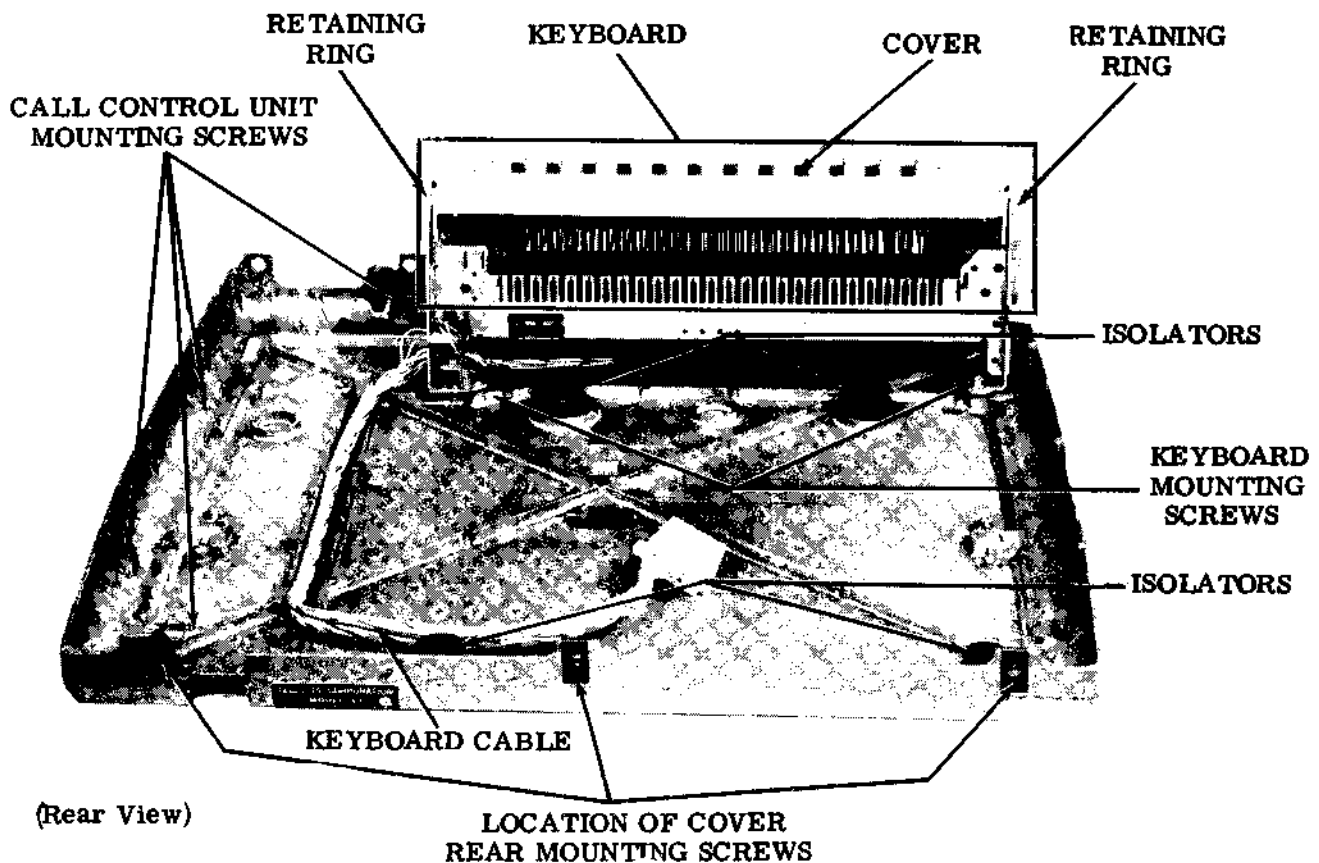 RETAINING
RING
KEYBOARD
COVER
RETAINING
RING
CALL CONTROL UNIT
MOUNTING SCREWS
ISOLATORS
KEYBOARD
MOUNTING
SCREWS
ISOLATORS
KEYBOARD CABLE
(Rear View)
LOCATION OF COVER
REAR MOUNTING SCREWS